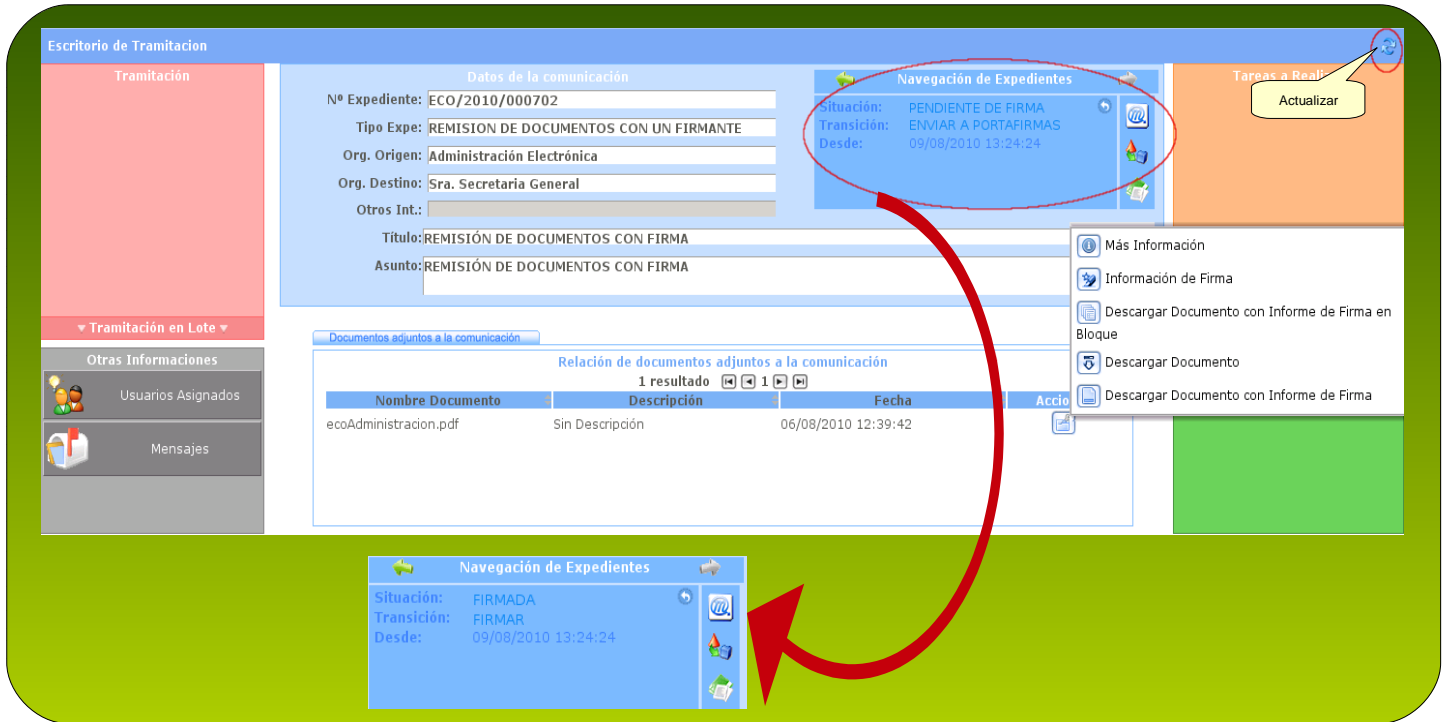 Escritorio de Tramitacion
Tramitación
▾ Tramitación en Lote ▾
Otras Informaciones
Usuarios Asignados
Mensajes
Datos de la comunicación
Nº Expediente: ECO/2010/000702
Tipo Expe: REMISION DE DOCUMENTOS CON UN FIRMANTE
Org. Origen: Administración Electrónica
Org. Destino: Sra. Secretaria General
Otros Int.:
Título: REMISIÓN DE DOCUMENTOS CON FIRMA
Asunto: REMISIÓN DE DOCUMENTOS CON FIRMA
Navegación de Expedientes
Situación: PENDIENTE DE FIRMA
Transición: ENVIAR A PORTAFIRMAS
Desde: 09/08/2010 13:24:24
Tareas a Reali
Actualizar
Más Información
Información de Firma
Descargar Documento con Informe de Firma en
Bloque
Descargar Documento
Descargar Documento con Informe de Firma
Documentos adjuntos a la comunicación
Relación de documentos adjuntos a la comunicación
1 resultado 1
Nombre Documento Descripción Fecha Accio
ecoAdministracion.pdf Sin Descripción 06/08/2010 12:39:42
Navegación de Expedientes
Situación: FIRMADA
Transición: FIRMAR
Desde: 09/08/2010 13:24:24